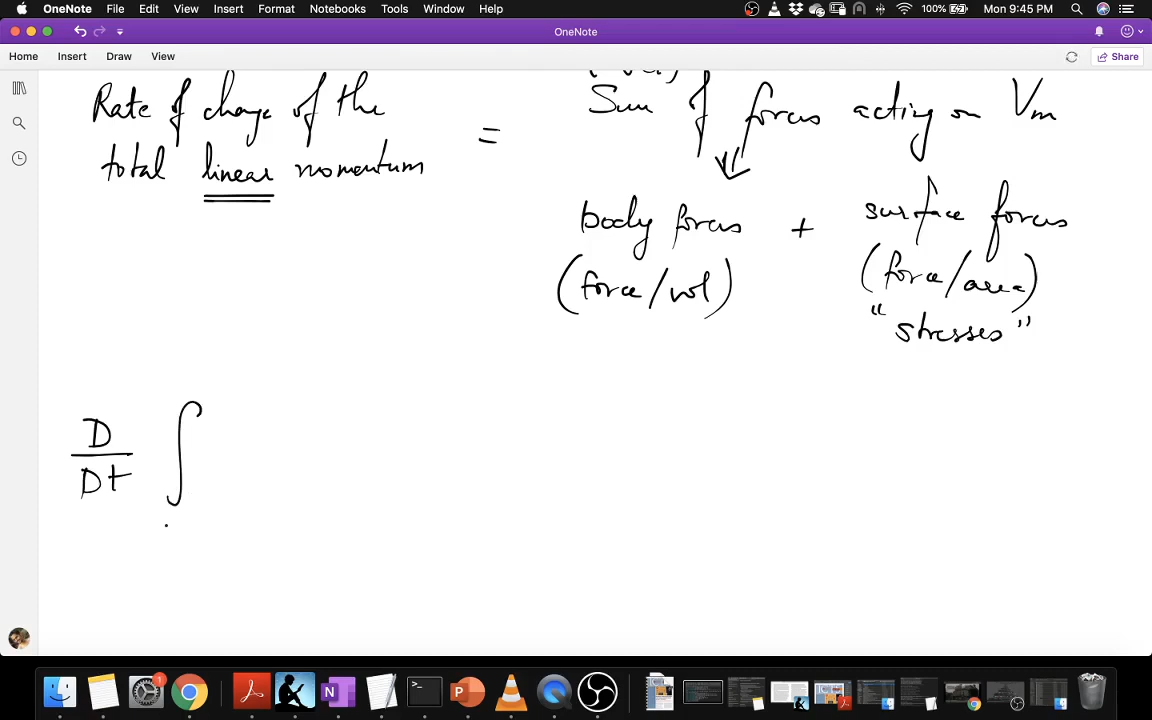 OneNote File Edit View Insert Format Notebooks Tools Window Help 100% Mon 9:45 PM
OneNote
Home Insert Draw View Share
Rate of change of the
total linear momentum
=
Sum of forces acting on Vm
body forces + surface forces
(force/vol) (force/area)
"stresses"
D
Dt ∫